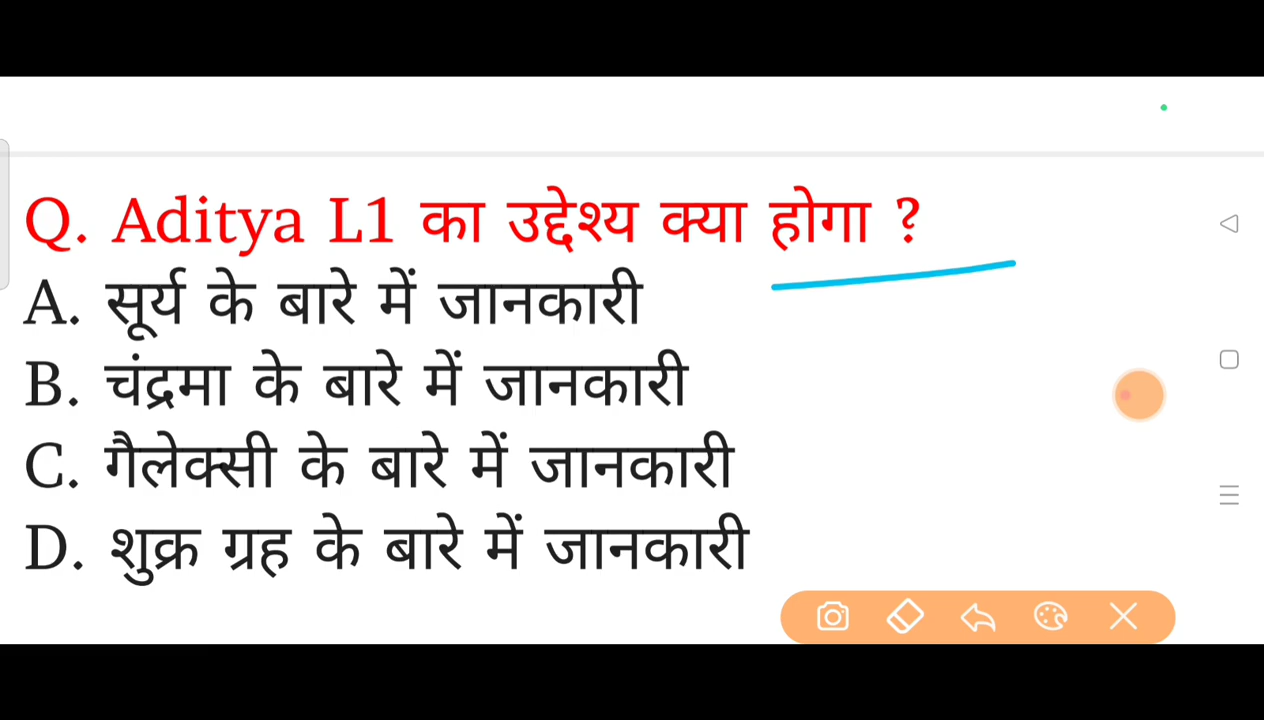 Q. Aditya L1 का उद्देश्य क्या होगा ?
A. सूर्य के बारे में जानकारी
B. चंद्रमा के बारे में जानकारी
C. गैलेक्सी के बारे में जानकारी
D. शुक्र ग्रह के बारे में जानकारी